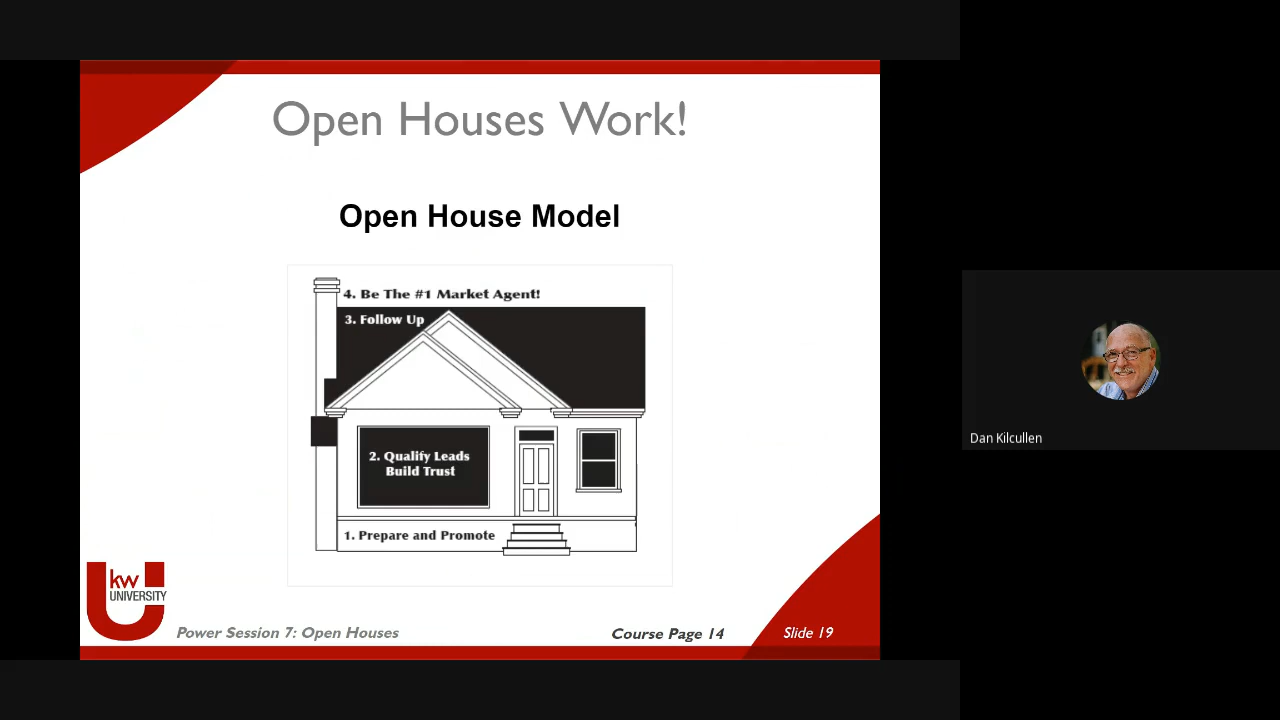 Open Houses Work!
Open House Model
4. Be The #1 Market Agent!
3. Follow Up
2. Qualify Leads
Build Trust
1. Prepare and Promote
kw
UNIVERSITY
Power Session 7: Open Houses
Course Page 14
Slide 19
Dan Kilcullen